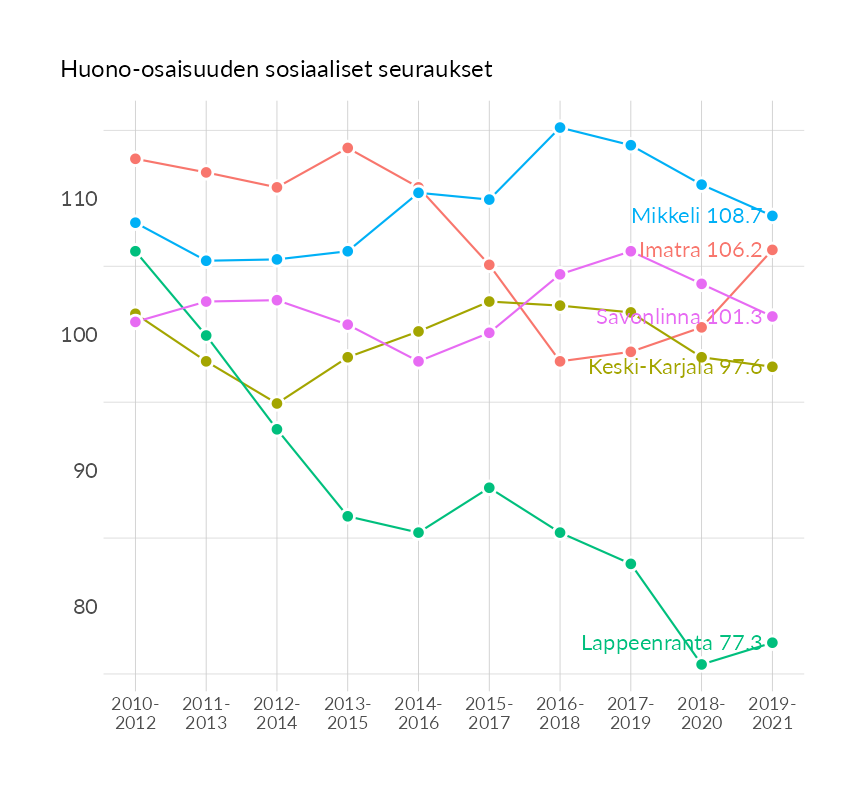 Huono-osaisuuden sosiaaliset seuraukset
110
100
90
80
Mikkeli 108.7
Imatra 106.2
Savonlinna 101.3
Keski-Karjala 97.6
Lappeenranta 77.3
2010- 2011- 2012- 2013- 2014- 2015- 2016- 2017- 2018- 2019-
2012 2013 2014 2015 2016 2017 2018 2019 2020 2021